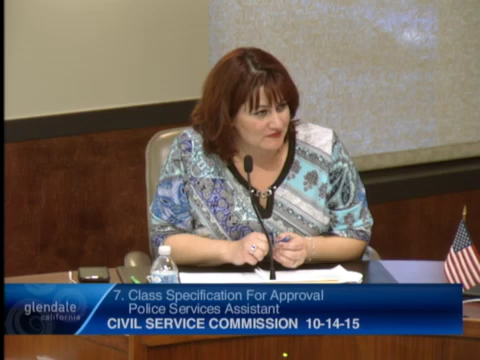 7. Class Specification For Approval
Police Services Assistant
glendale
california
CIVIL SERVICE COMMISSION 10-14-15